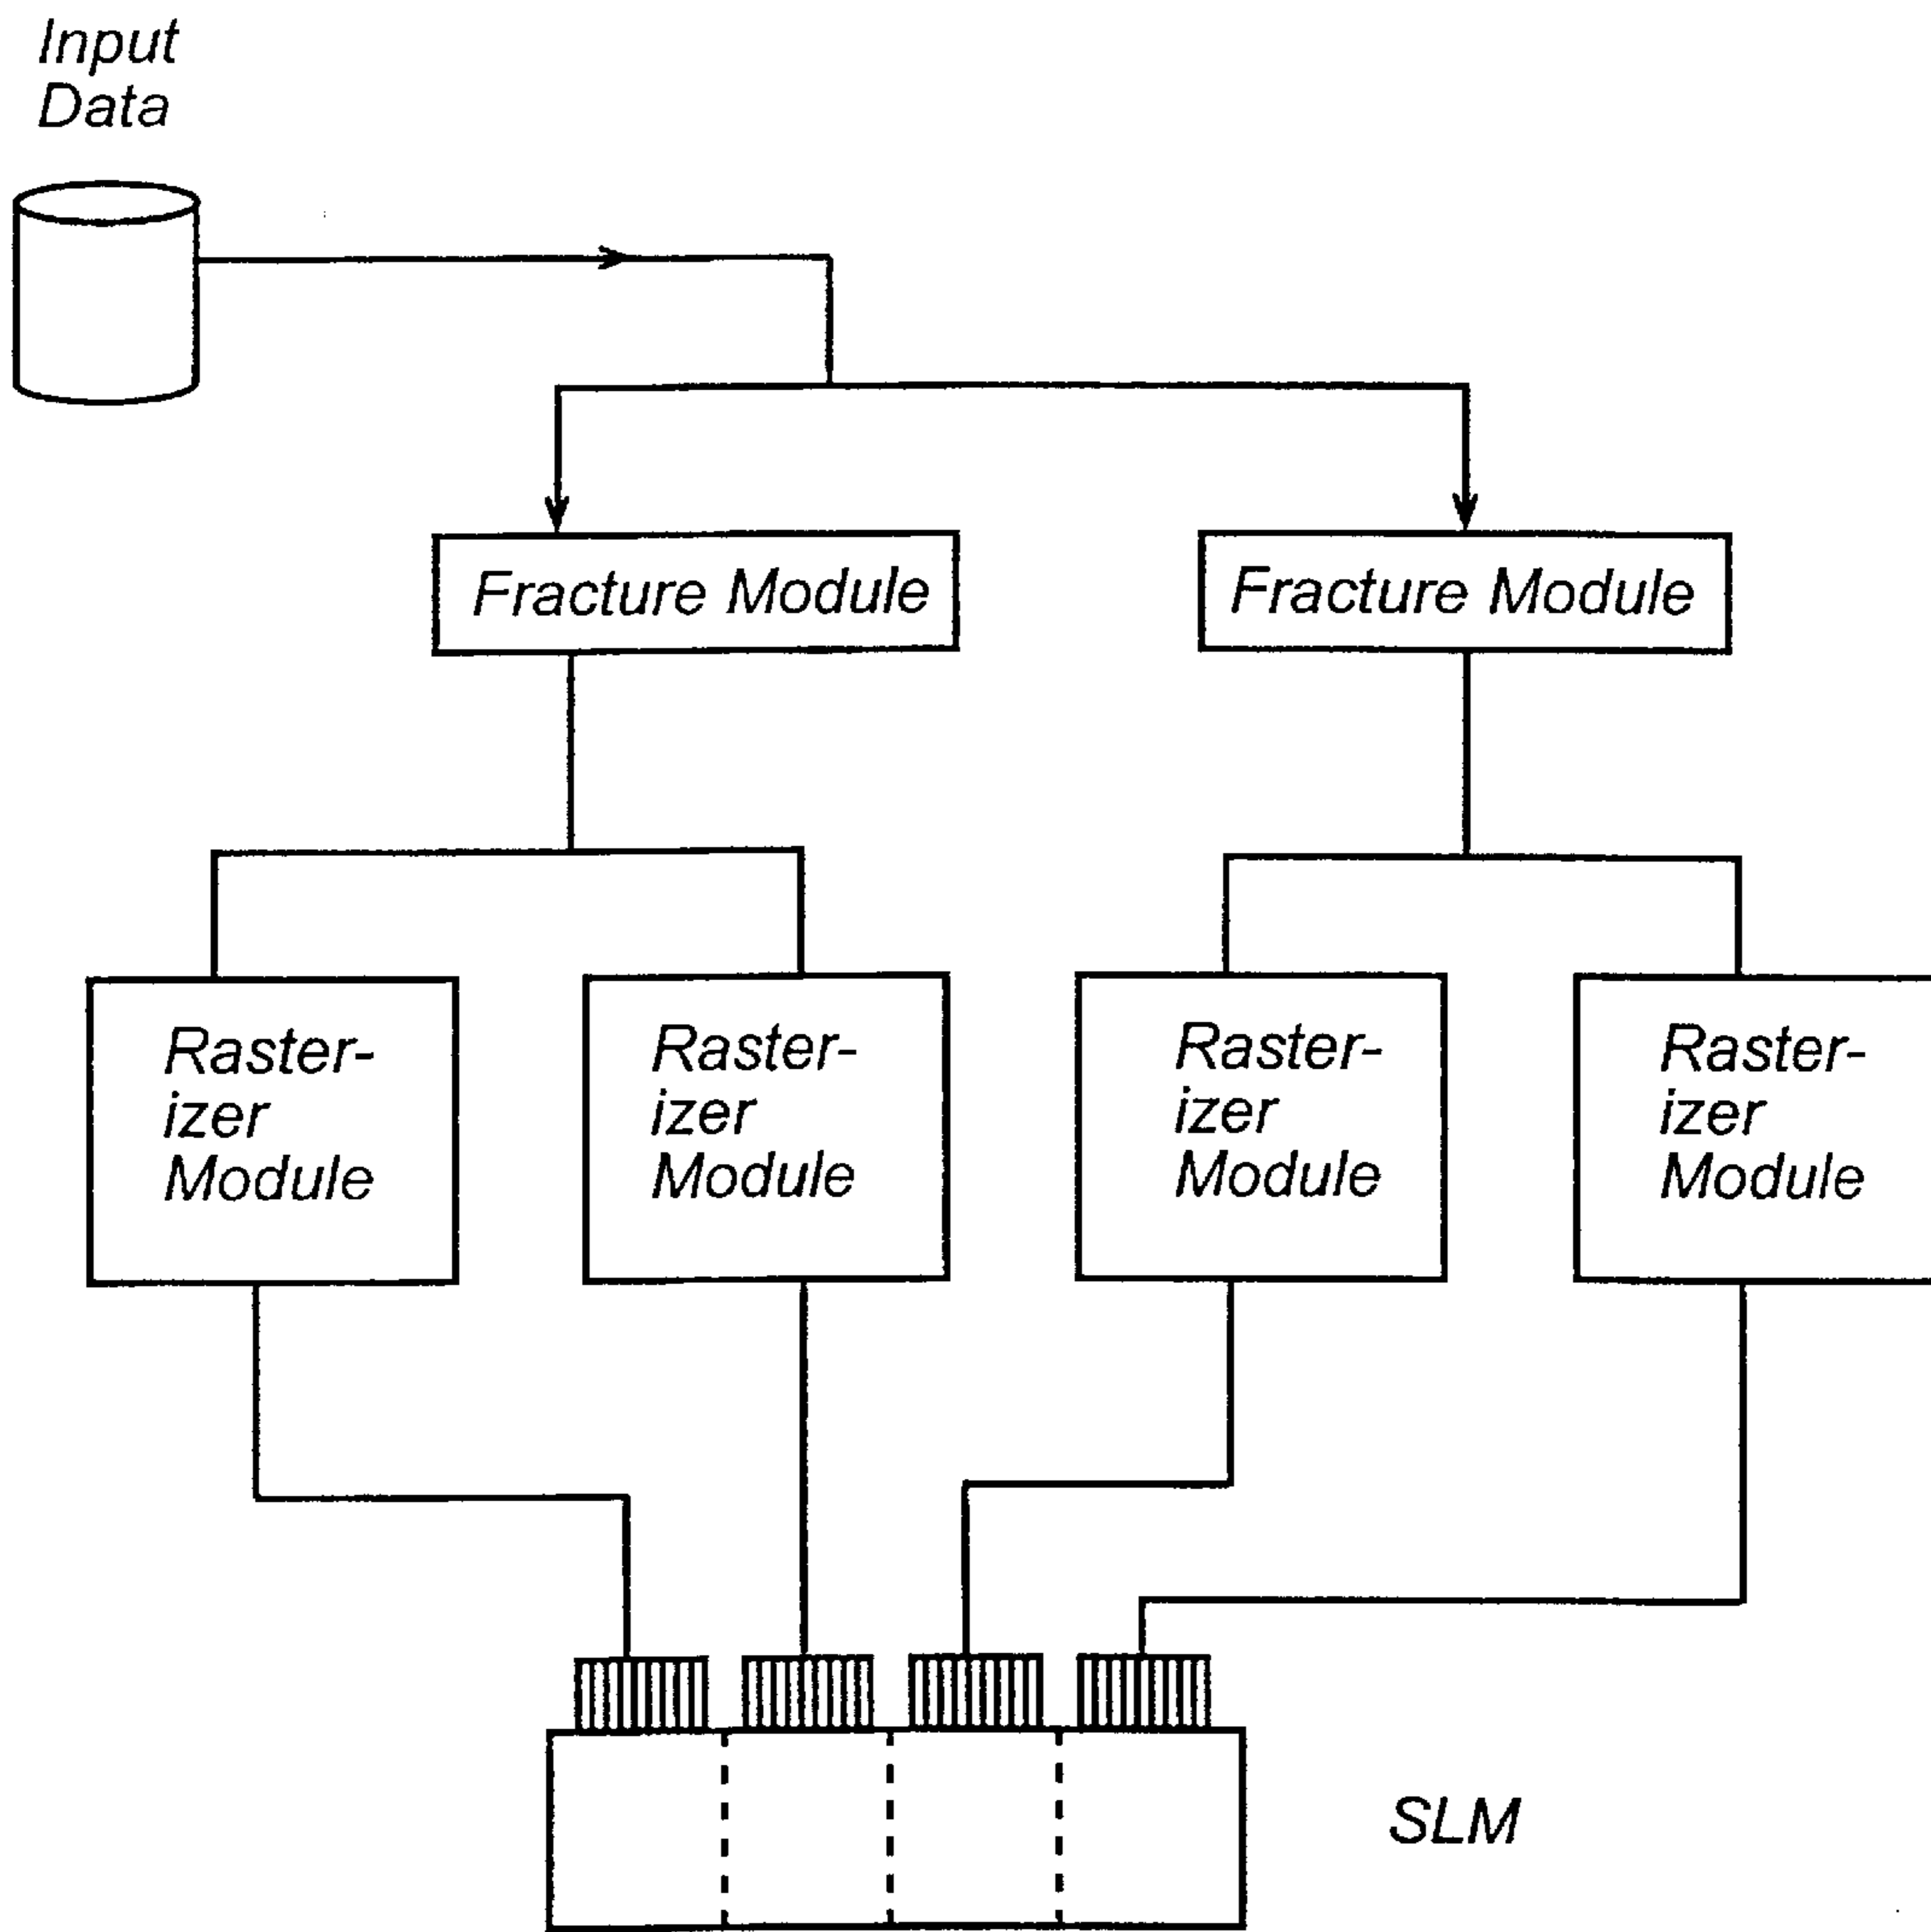 Input
Data
Fracture Module
Fracture Module
Raster-
izer
Module
Raster-
izer
Module
Raster-
izer
Module
Raster-
izer
Module
SLM